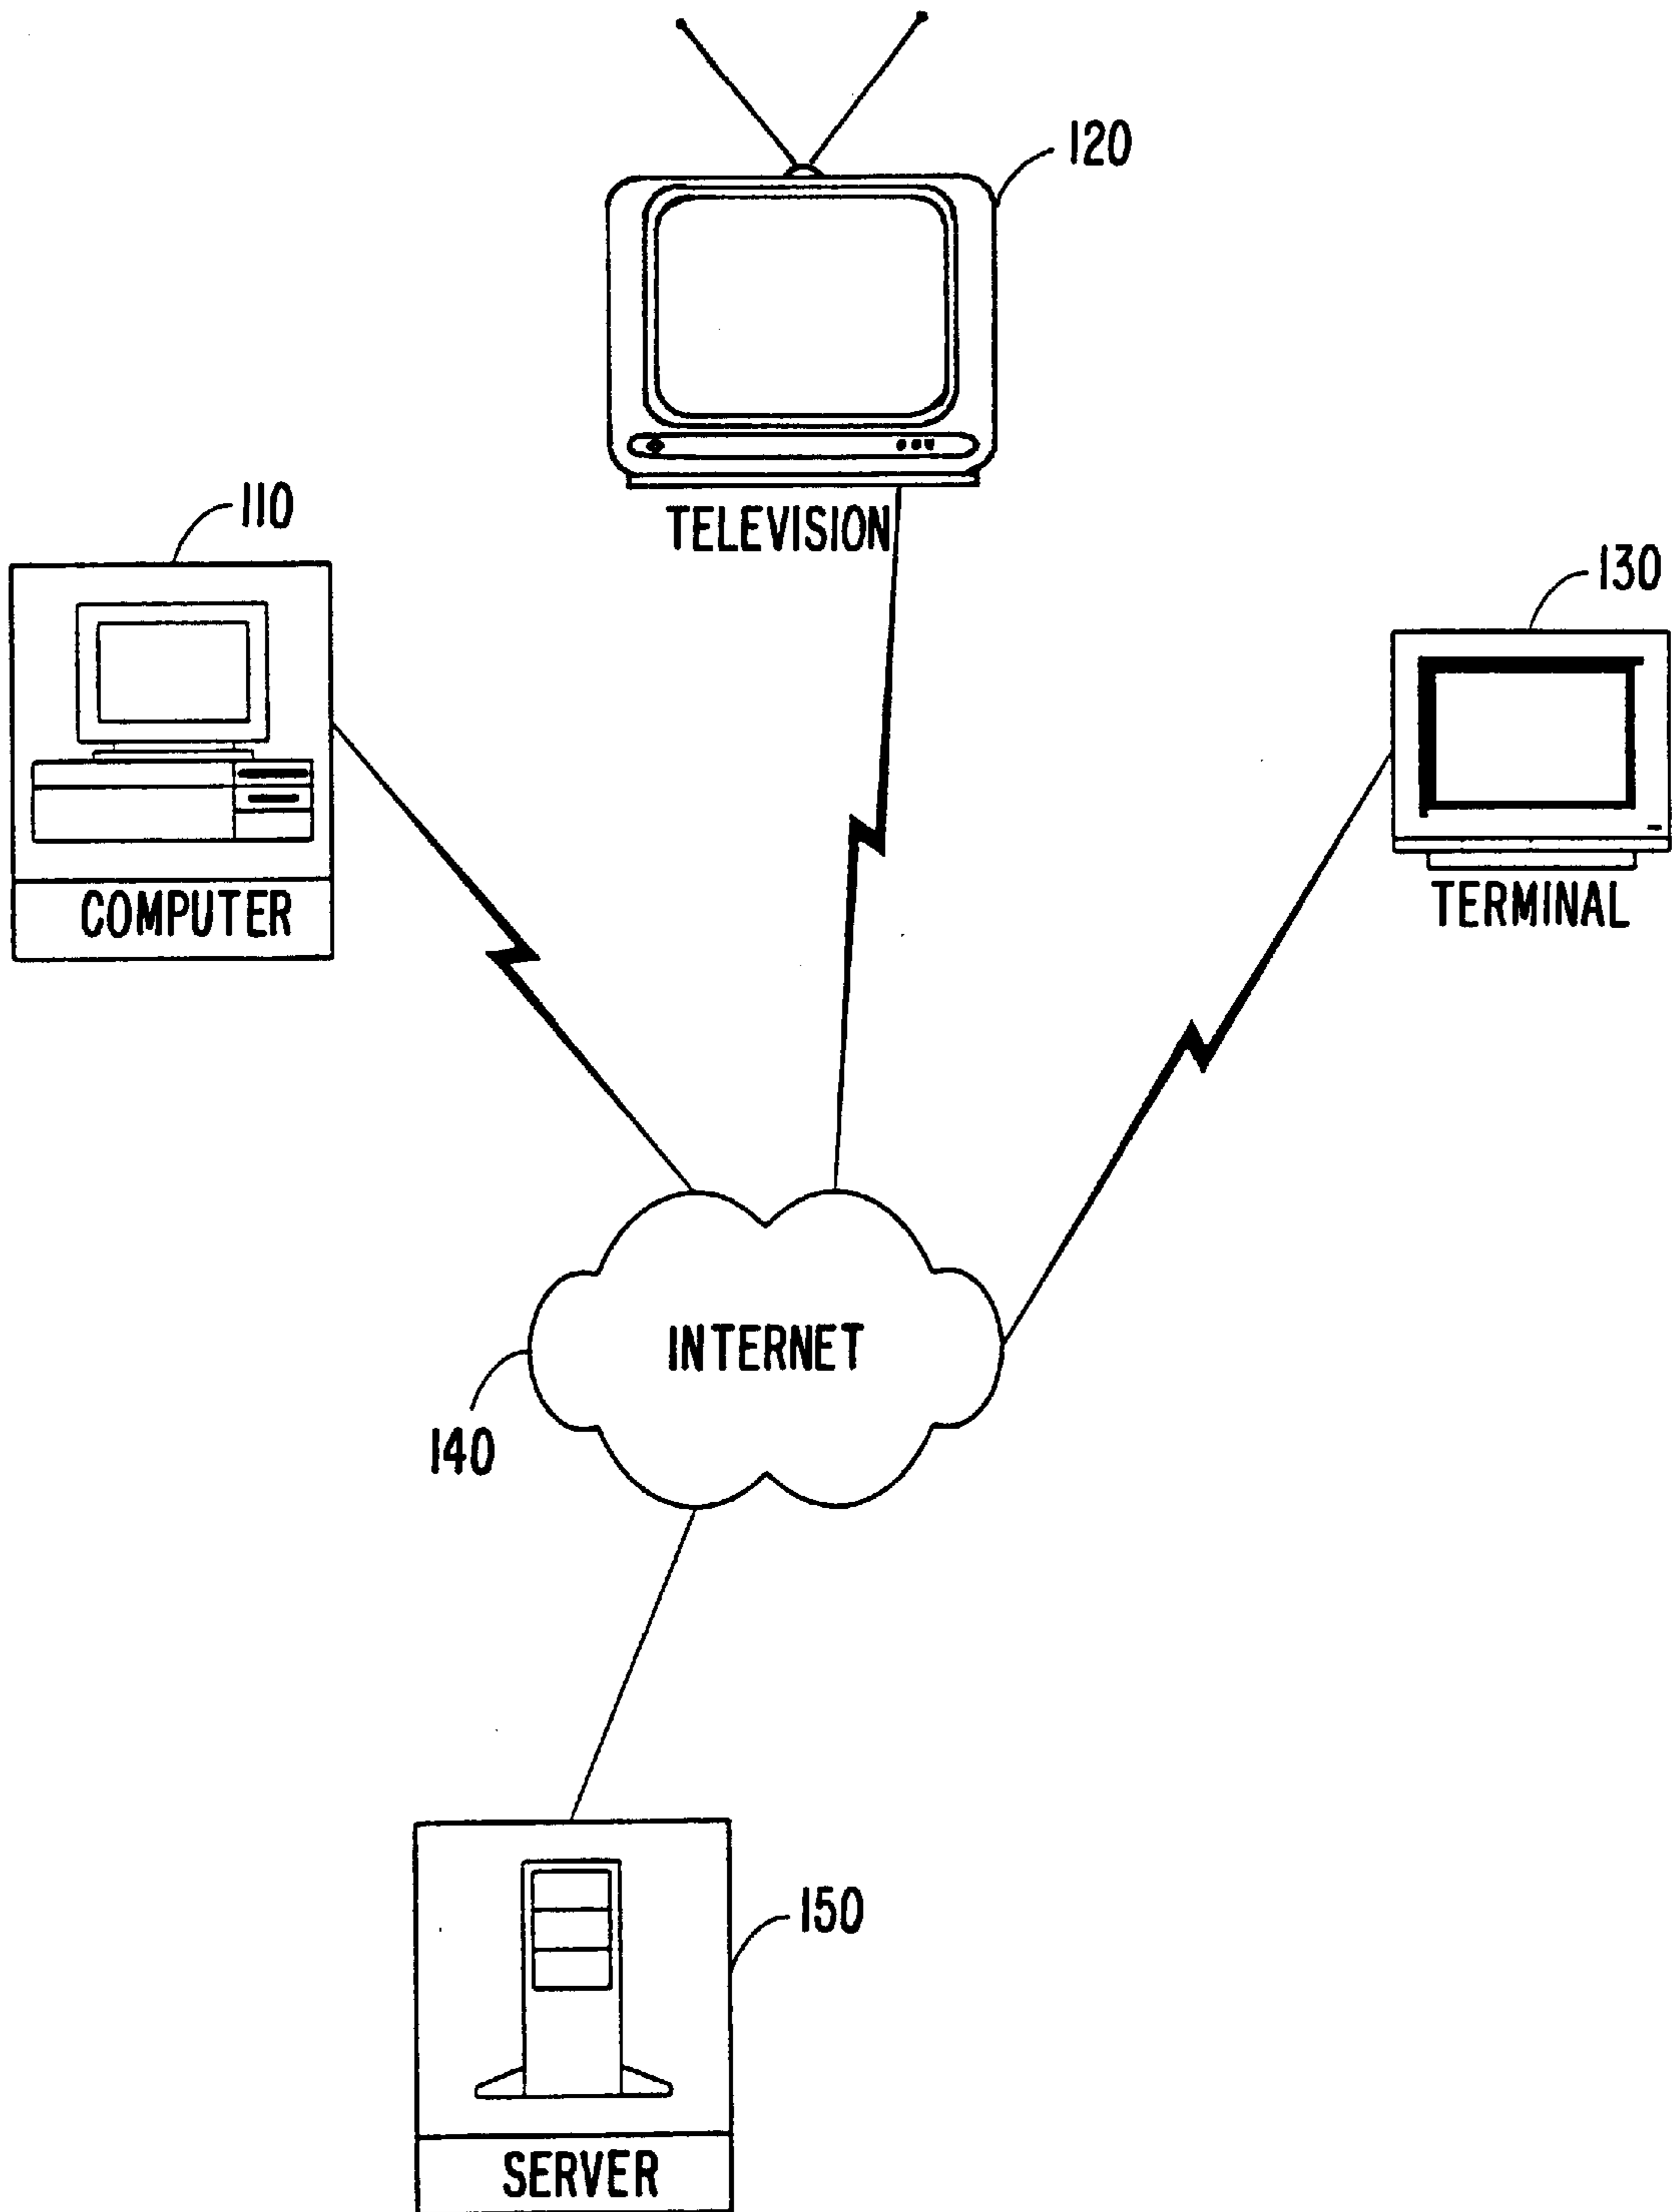 120
TELEVISION
110
COMPUTER
130
TERMINAL
INTERNET
140
150
SERVER